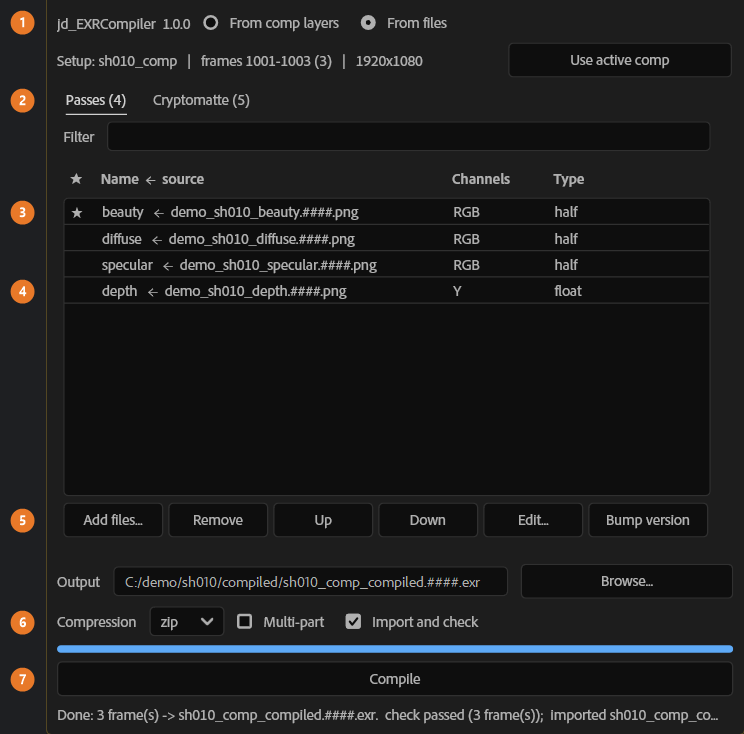 1 jd_EXRCompiler 1.0.0 From comp layers From files
Setup: sh010_comp | frames 1001-1003 (3) | 1920x1080 Use active comp
2 Passes (4) Cryptomatte (5)
Filter
★ Name ← source Channels Type
3 ★ beauty ← demo_sh010_beauty.####.png RGB half
diffuse ← demo_sh010_diffuse.####.png RGB half
specular ← demo_sh010_specular.####.png RGB half
4 depth ← demo_sh010_depth.####.png Y float
5 Add files... Remove Up Down Edit... Bump version
Output C:/demo/sh010/compiled/sh010_comp_compiled.####.exr Browse...
6 Compression zip Multi-part Import and check
7 Compile
Done: 3 frame(s) -> sh010_comp_compiled.####.exr. check passed (3 frame(s)); Imported sh010_comp_co...